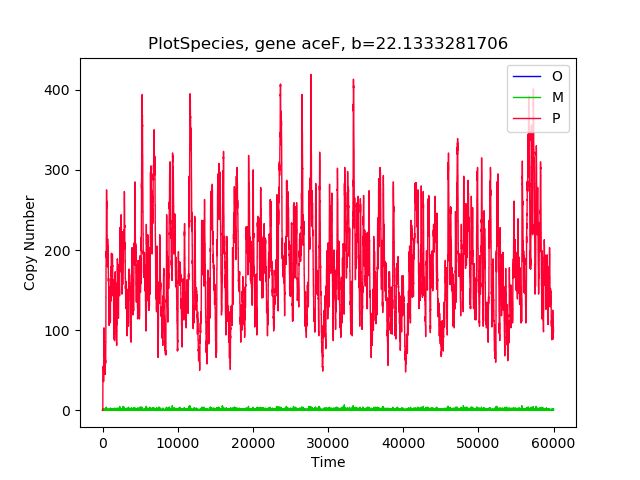 PlotSpecies, gene aceF, b=22.1333281706
Copy Number
400
300
200
100
0
O
M
P
0 10000 20000 30000 40000 50000 60000
Time